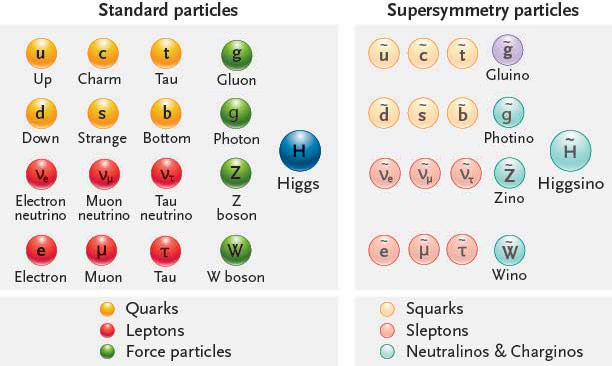 Standard particles
u c t g
Up Charm Tau Gluon
d s b g
Down Strange Bottom Photon
H
Higgs
νe νμ ντ Z
Electron neutrino Muon neutrino Tau neutrino Z boson
e μ τ W
Electron Muon Tau W boson
Quarks
Leptons
Force particles
Supersymmetry particles
ũ c̃ t̃ g̃
Gluino
d̃ s̃ b̃ g̃
Photino
H̃
Higgsino
ν̃e ν̃μ ν̃τ Z̃
Zino
ẽ μ̃ τ̃ W̃
Wino
Squarks
Sleptons
Neutralinos & Charginos